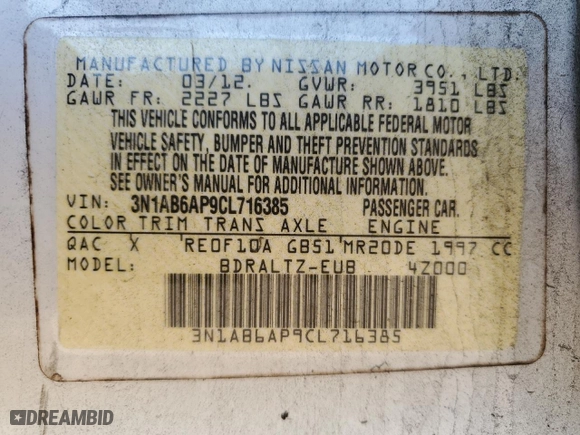 MANUFACTURED BY NISSAN MOTOR CO., LTD.
DATE: 03/12. GVWR: 3951 LBS
GAWR FR: 2227 LBS GAWR RR: 1810 LBS
THIS VEHICLE CONFORMS TO ALL APPLICABLE FEDERAL MOTOR
VEHICLE SAFETY, BUMPER AND THEFT PREVENTION STANDARDS
IN EFFECT ON THE DATE OF MANUFACTURE SHOWN ABOVE.
SEE OWNER'S MANUAL FOR ADDITIONAL INFORMATION.
VIN: 3N1AB6AP9CL716385 PASSENGER CAR.
COLOR TRIM TRANS AXLE ENGINE
QAC X RE0F10A GB51 MR20DE 1997 CC
MODEL: BDRALTZ-EUB 4Z000
3N1AB6AP9CL716385
DREAMBID